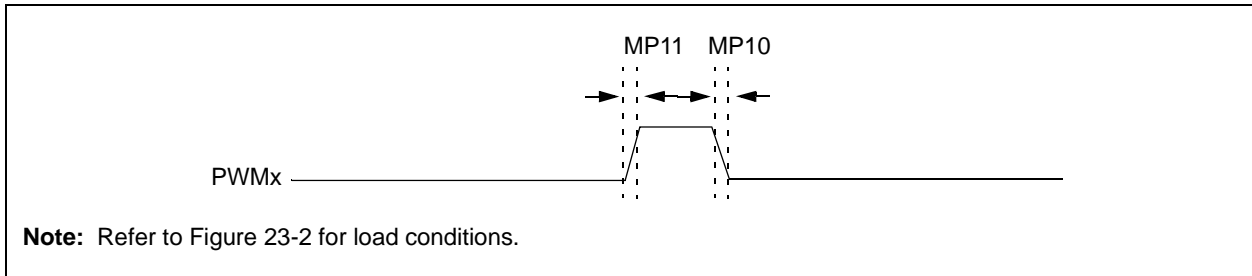 MP11 MP10
PWMx
Note: Refer to Figure 23-2 for load conditions.